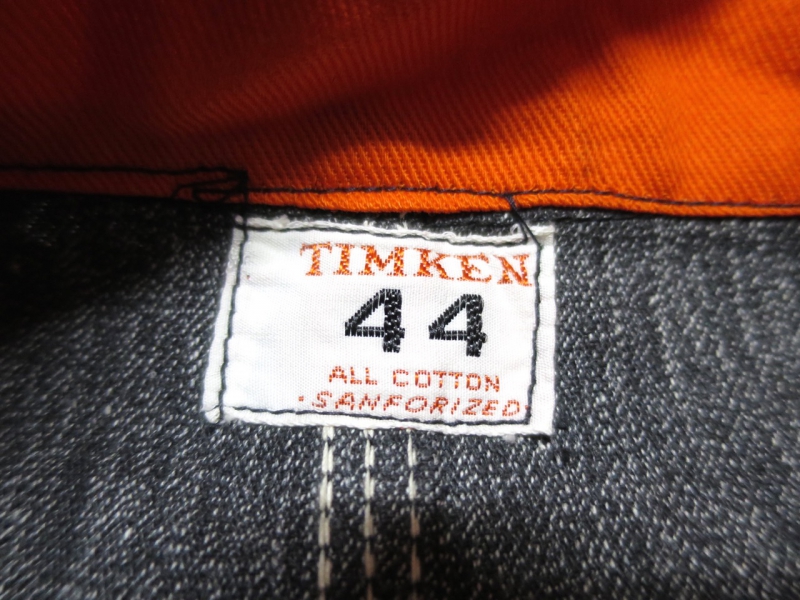 TIMKEN
44
ALL COTTON
·SANFORIZED·